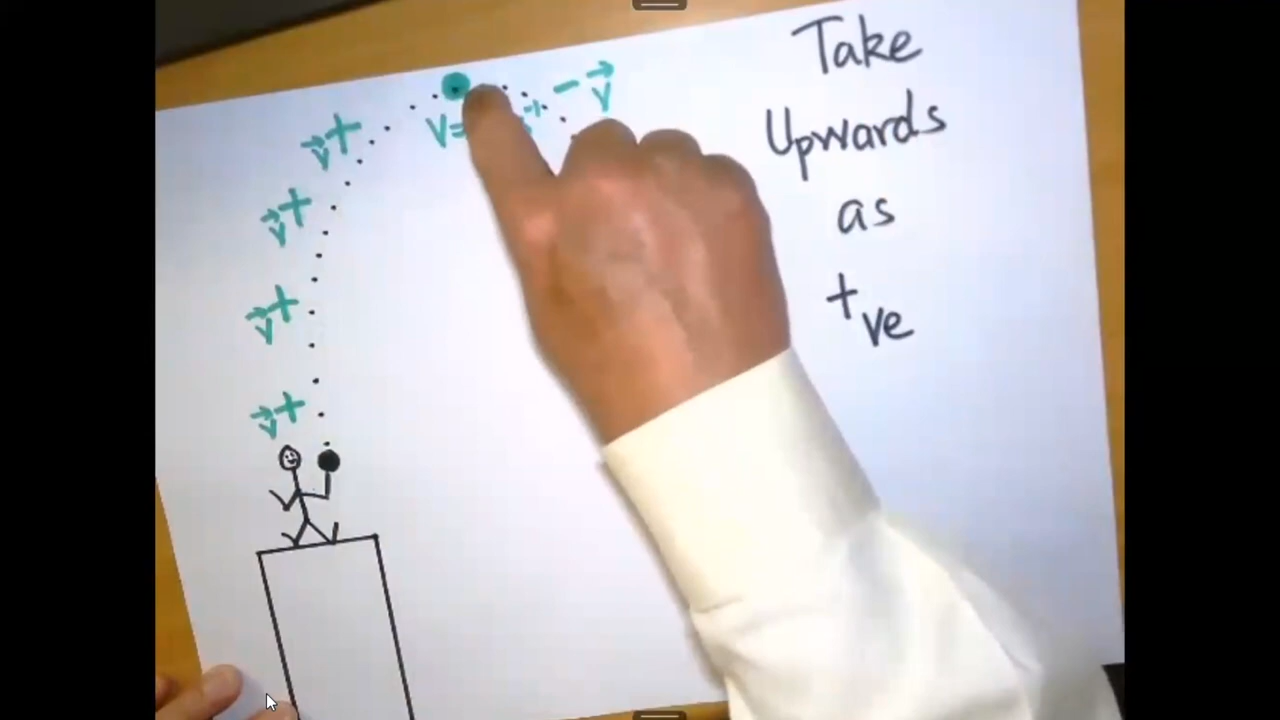 Take
Upwards
as
+ve
- v⃗
v⃗ +
v⃗ +
v⃗ +
v⃗ +
V=
+